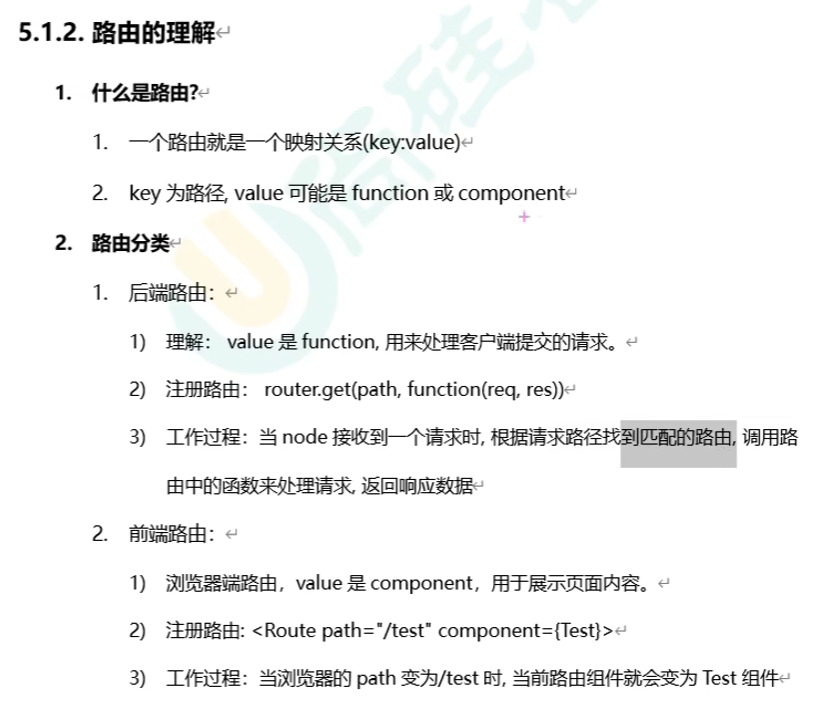 5.1.2. 路由的理解
1. 什么是路由?
1. 一个路由就是一个映射关系(key:value)
2. key 为路径, value 可能是 function 或 component
2. 路由分类
1. 后端路由：
1) 理解： value 是 function, 用来处理客户端提交的请求。
2) 注册路由： router.get(path, function(req, res))
3) 工作过程：当 node 接收到一个请求时, 根据请求路径找到匹配的路由, 调用路
由中的函数来处理请求, 返回响应数据
2. 前端路由：
1) 浏览器端路由，value 是 component，用于展示页面内容。
2) 注册路由: <Route path="/test" component={Test}>
3) 工作过程：当浏览器的 path 变为/test 时, 当前路由组件就会变为 Test 组件